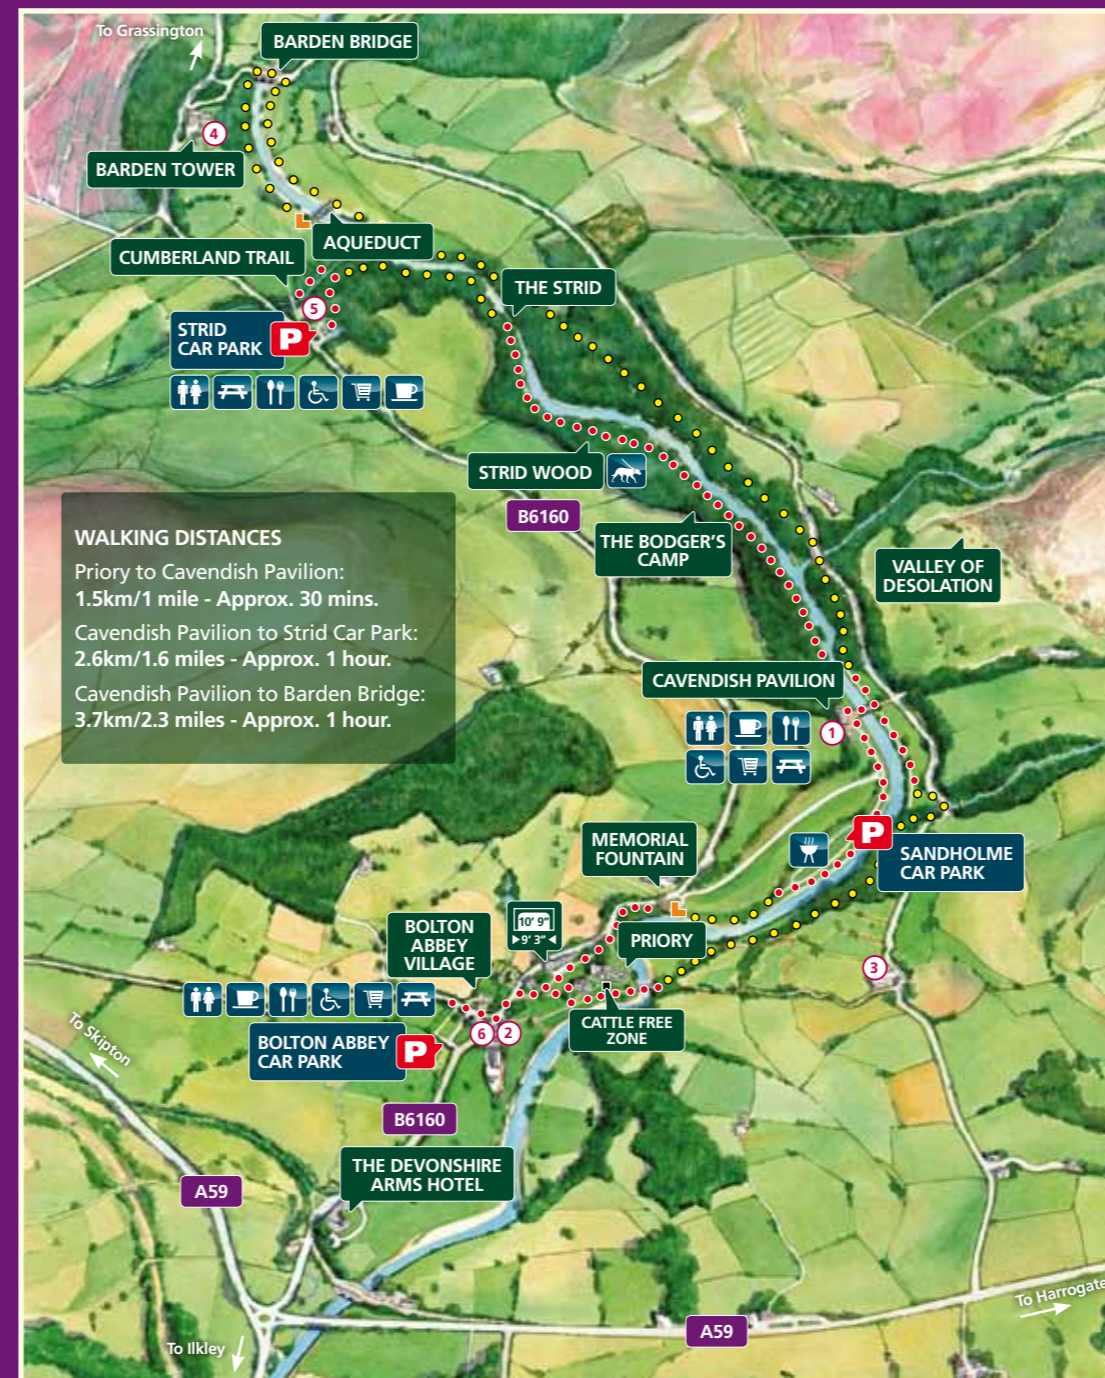 To Grassington
BARDEN BRIDGE
4
BARDEN TOWER
AQUEDUCT
CUMBERLAND TRAIL
5
THE STRID
STRID
CAR PARK
P
STRID WOOD
B6160
THE BODGER'S
CAMP
VALLEY OF
DESOLATION
WALKING DISTANCES
Priory to Cavendish Pavilion:
1.5km/1 mile - Approx. 30 mins.
Cavendish Pavilion to Strid Car Park:
2.6km/1.6 miles - Approx. 1 hour.
Cavendish Pavilion to Barden Bridge:
3.7km/2.3 miles - Approx. 1 hour.
CAVENDISH PAVILION
1
MEMORIAL
FOUNTAIN
P
SANDHOLME
CAR PARK
BOLTON
ABBEY
VILLAGE
10' 9"
9' 3"
PRIORY
3
CATTLE FREE
ZONE
6
2
BOLTON ABBEY
CAR PARK
P
To Skipton
B6160
THE DEVONSHIRE
ARMS HOTEL
A59
To Harrogate
A59
To Ilkley